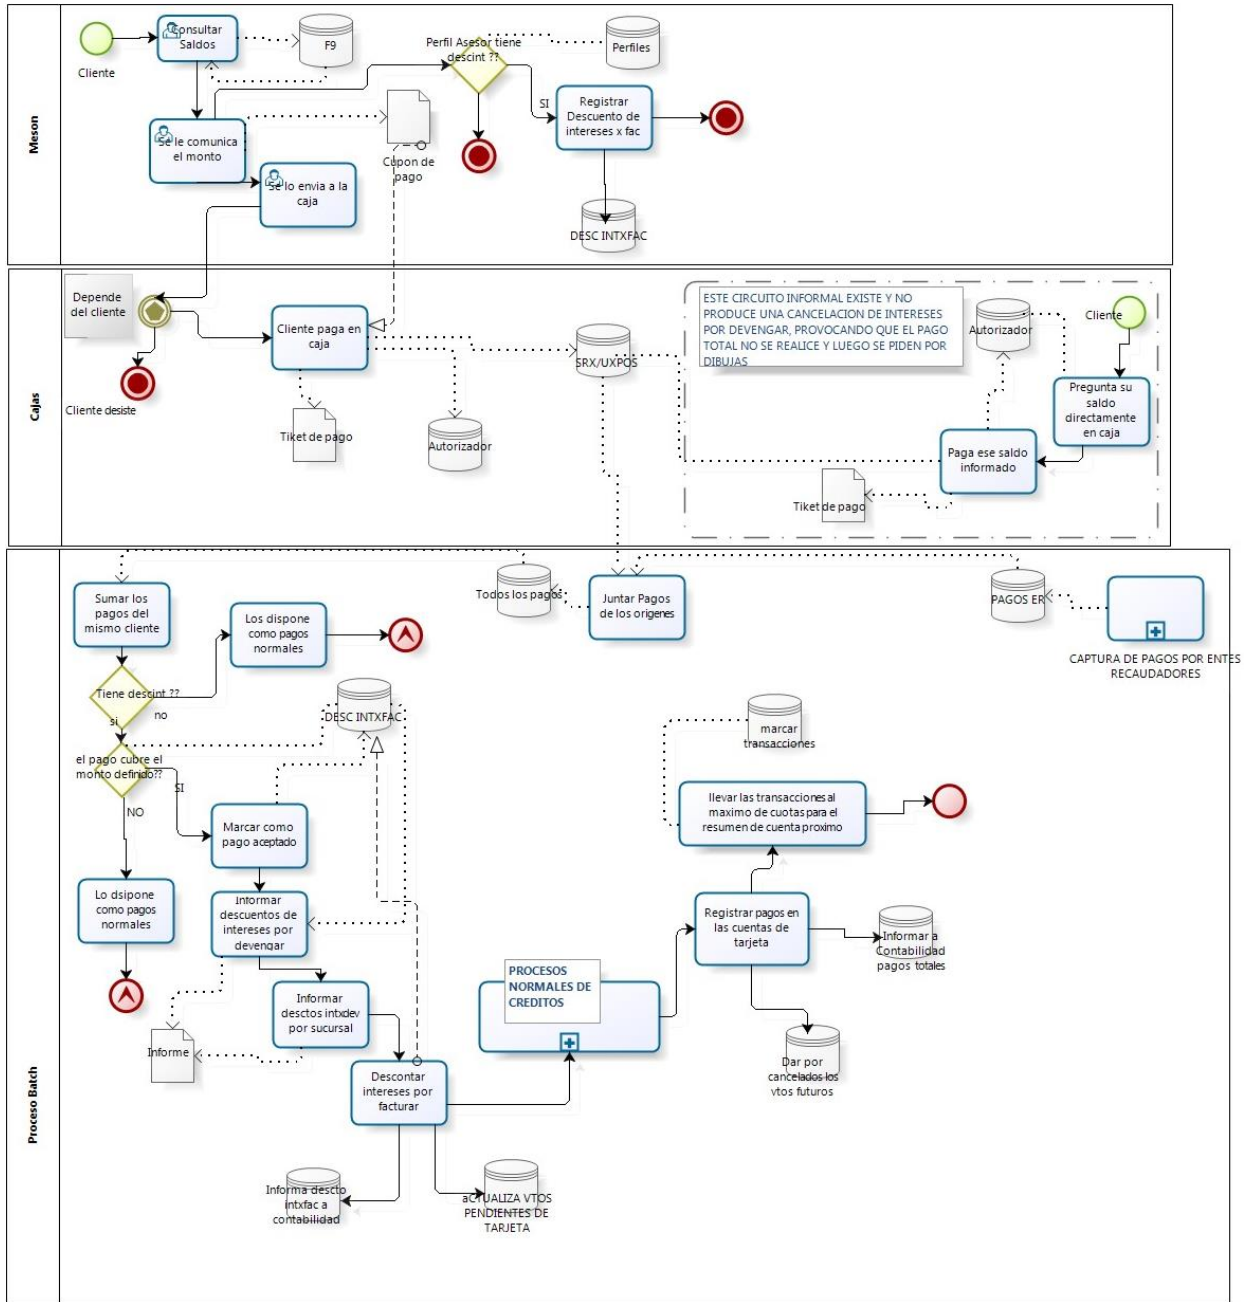 Meson
Cliente
Consultar
Saldos
F9
Perfil Asesor tiene
descint ??
Perfiles
SI
Registrar
Descuento de
intereses x fac
DESC INTXFAC
Se le comunica
el monto
Cupon de
pago
Se lo envia a la
caja
Cajas
Depende
del cliente
Cliente desiste
Cliente paga en
caja
Tiket de pago
Autorizador
SRX/UXPOS
ESTE CIRCUITO INFORMAL EXISTE Y NO
PRODUCE UNA CANCELACION DE INTERESES
POR DEVENGAR, PROVOCANDO QUE EL PAGO
TOTAL NO SE REALICE Y LUEGO SE PIDEN POR
DIBUJAS
Autorizador
Cliente
Pregunta su
saldo
directamente
en caja
Paga ese saldo
informado
Tiket de pago
Proceso Batch
Sumar los
pagos del
mismo cliente
Los dispone
como pagos
normales
Todos los pagos
Juntar Pagos
de los origenes
PAGOS ER
CAPTURA DE PAGOS POR ENTES
RECAUDADORES
Tiene descint ??
si
no
DESC INTXFAC
el pago cubre el
monto definido??
SI
NO
Marcar como
pago aceptado
Lo dsipone
como pagos
normales
Informar
descuentos de
intereses por
devengar
Informar
desctos intxdev
por sucursal
Informe
Descontar
intereses por
facturar
Informa descto
intxfac a
contabilidad
aCTUALIZA VTOS
PENDIENTES DE
TARJETA
PROCESOS
NORMALES DE
CREDITOS
marcar
transacciones
llevar las transacciones al
maximo de cuotas para el
resumen de cuenta proximo
Registrar pagos en
las cuentas de
tarjeta
Informar a
Contabilidad
pagos totales
Dar por
cancelados los
vtos futuros